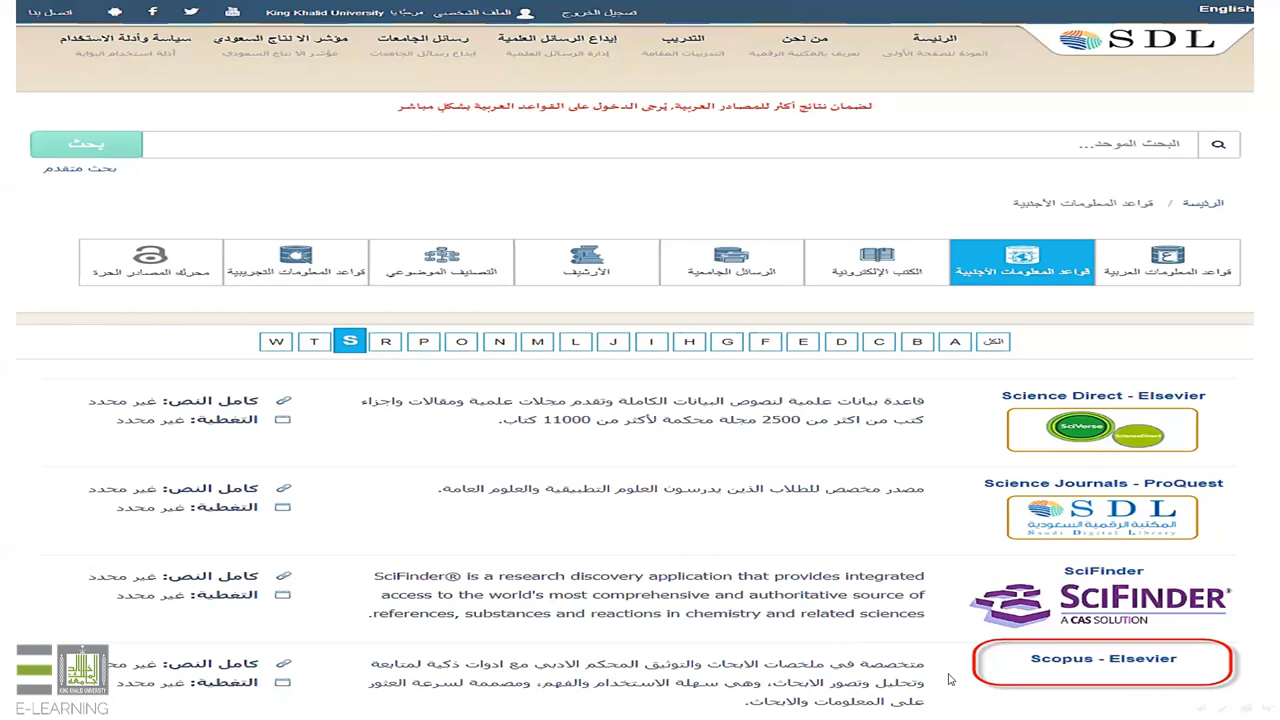 English
تسجيل الخروج
الملف الشخصي
مرحبًا يا King Khalid University
اتصل بنا
SDL
الرئيسة
العودة للصفحة الأولى
من نحن
تعريف بالمكتبة الرقمية
التدريب
التدريبات المقامة
إيداع الرسائل العلمية
إدارة الرسائل العلمية
رسائل الجامعات
إيداع رسائل الجامعات
مؤشر الانتاج السعودي
مؤشر الانتاج السعودي
سياسة وأدلة الاستخدام
أدلة استخدام البوابة
لضمان نتائج أكثر للمصادر العربية، يُرجى الدخول على القواعد العربية بشكلٍ مباشر
البحث الموحد...
بحث
بحث متقدم
الرئيسة / قواعد المعلومات الأجنبية
قواعد المعلومات العربية
قواعد المعلومات الأجنبية
الكتب الإلكترونية
الرسائل الجامعية
الأرشيف
التصنيف الموضوعي
قواعد المعلومات التجريبية
محرك المصادر الحرة
الكل A B C D E F G H I J L M N O P R S T W
Science Direct - Elsevier
SciVerse
ScienceDirect
قاعدة بيانات علمية لنصوص البيانات الكاملة وتقدم مجلات علمية ومقالات واجزاء
كتب من اكثر من 2500 مجلة محكمة لأكثر من 11000 كتاب.
كامل النص: غير محدد
التغطية: غير محدد
Science Journals - ProQuest
SDL
المكتبة الرقمية السعودية
Saudi Digital Library
مصدر مخصص للطلاب الذين يدرسون العلوم التطبيقية والعلوم العامة.
كامل النص: غير محدد
التغطية: غير محدد
SciFinder
SCIFINDER®
A CAS SOLUTION
SciFinder® is a research discovery application that provides integrated
access to the world's most comprehensive and authoritative source of
references, substances and reactions in chemistry and related sciences.
كامل النص: غير محدد
التغطية: غير محدد
Scopus - Elsevier
متخصصة في ملخصات الابحاث والتوثيق المحكم الادبي مع ادوات ذكية لمتابعة
وتحليل وتصور الابحاث، وهي سهلة الاستخدام والفهم، ومصممة لسرعة العثور
على المعلومات والابحاث.
كامل النص: غير محدد
التغطية: غير محدد
KING KHALID UNIVERSITY
E-LEARNING